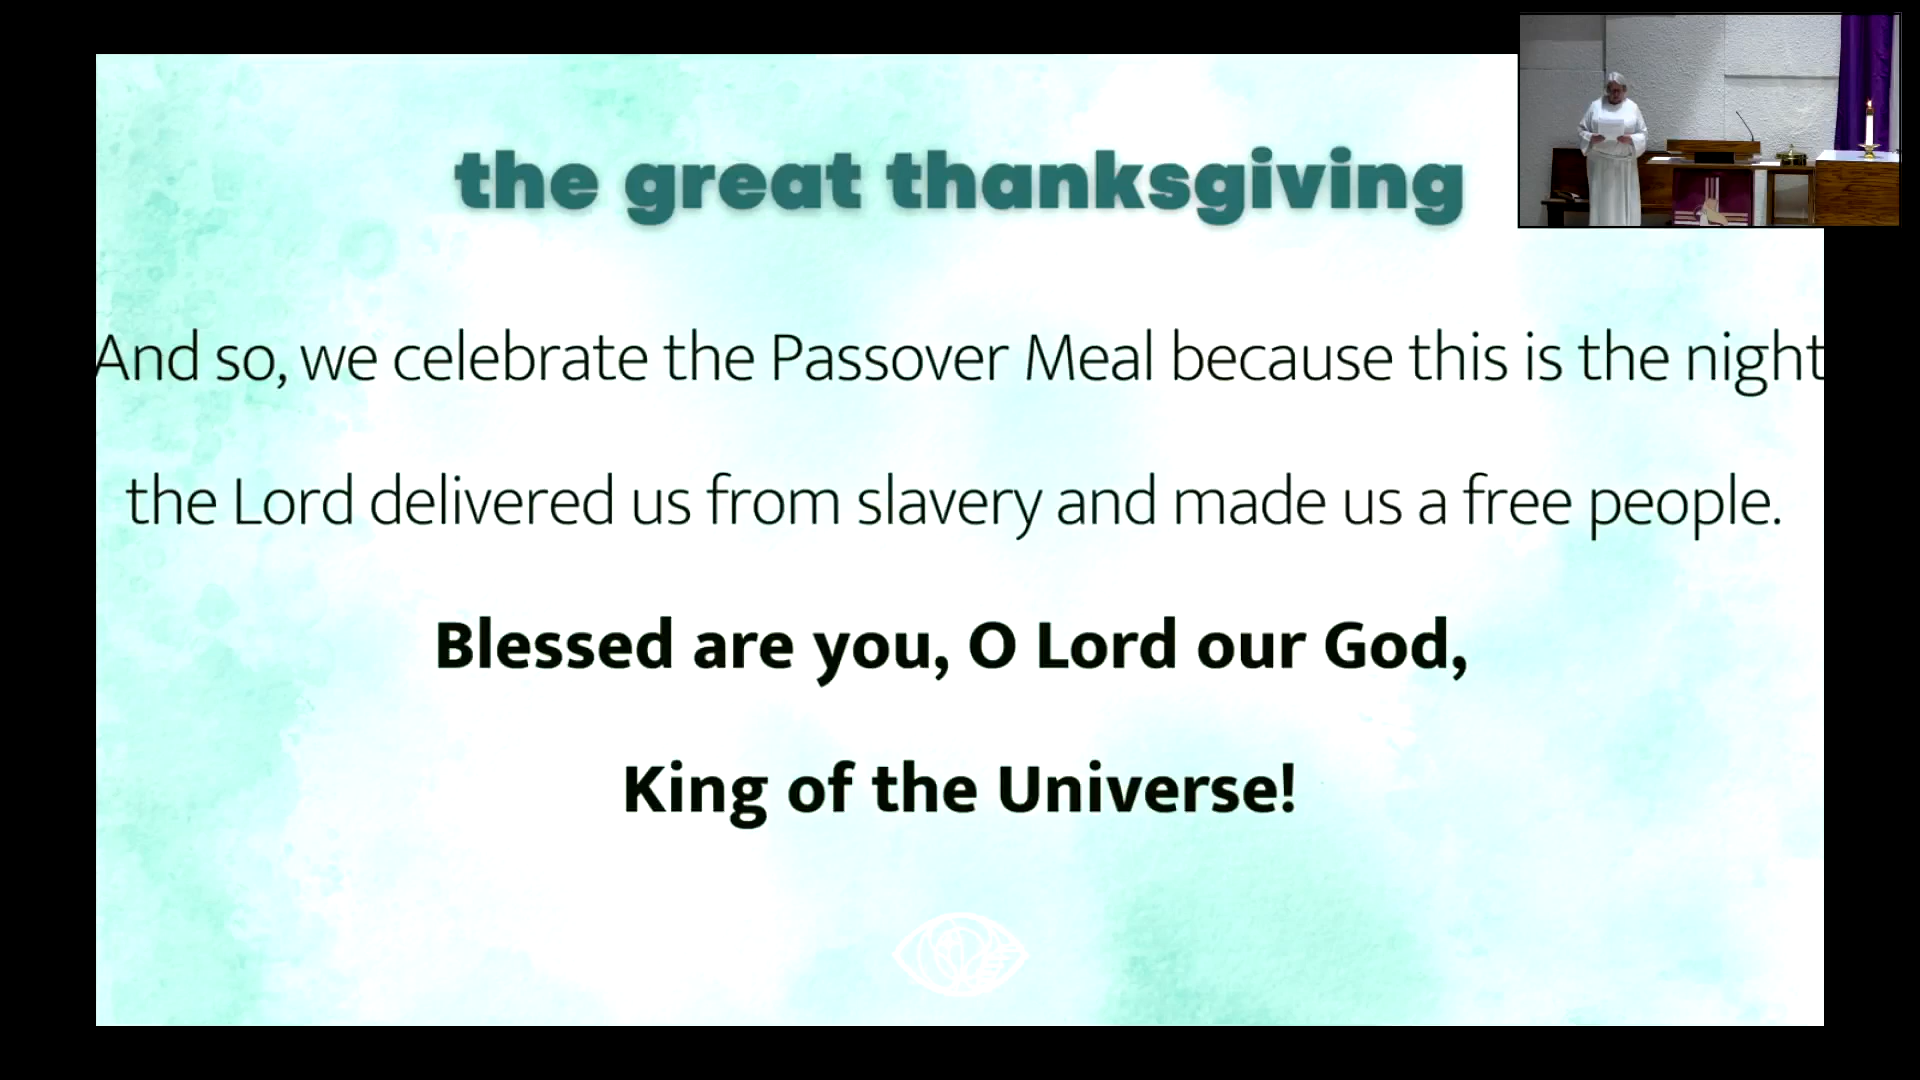 the great thanksgiving
And so, we celebrate the Passover Meal because this is the night
the Lord delivered us from slavery and made us a free people.
Blessed are you, O Lord our God,
King of the Universe!